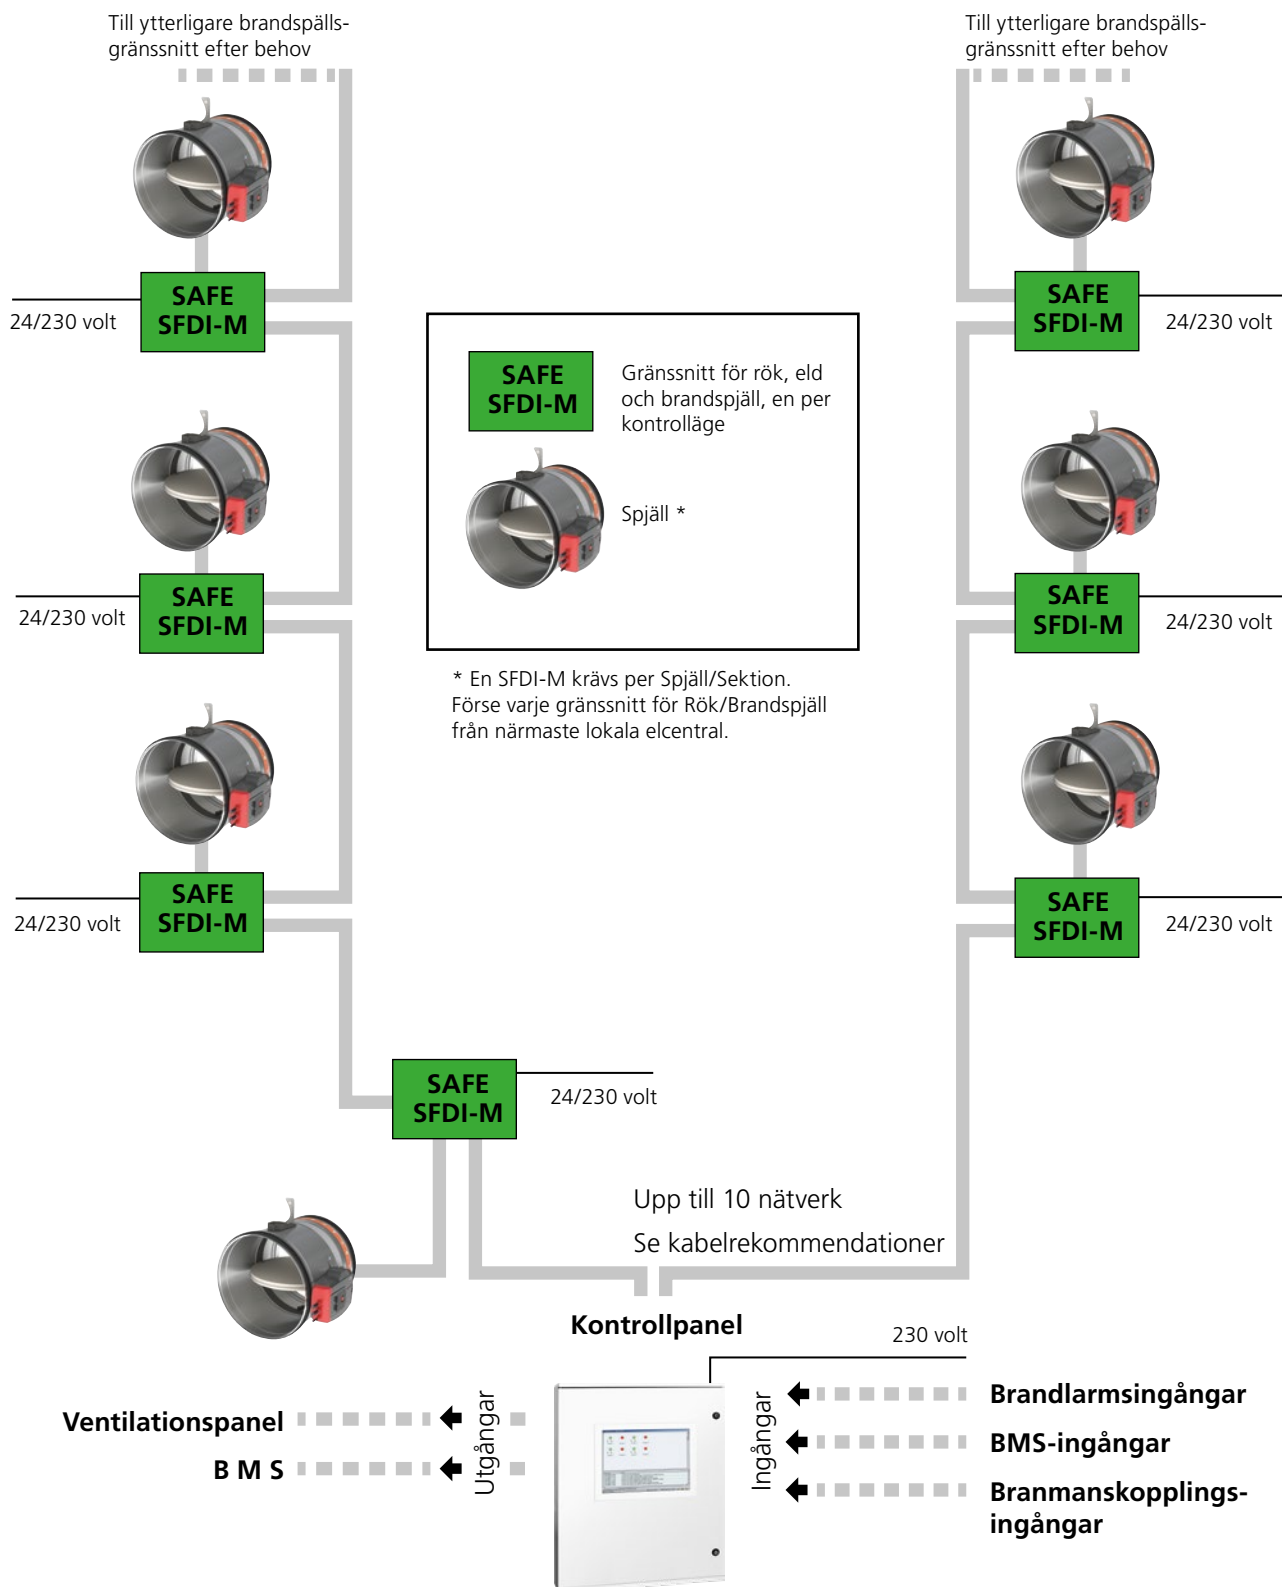 Till ytterligare brandspälls-
gränssnitt efter behov
Till ytterligare brandspälls-
gränssnitt efter behov
SAFE
SFDI-M
24/230 volt
SAFE
SFDI-M
24/230 volt
SAFE
SFDI-M
Gränssnitt för rök, eld
och brandspjäll, en per
kontrolläge
Spjäll *
SAFE
SFDI-M
24/230 volt
SAFE
SFDI-M
24/230 volt
* En SFDI-M krävs per Spjäll/Sektion.
Förse varje gränssnitt för Rök/Brandspjäll
från närmaste lokala elcentral.
SAFE
SFDI-M
24/230 volt
SAFE
SFDI-M
24/230 volt
SAFE
SFDI-M
24/230 volt
Upp till 10 nätverk
Se kabelrekommendationer
Kontrollpanel
230 volt
Ventilationspanel
B M S
Utgångar
Ingångar
Brandlarmsingångar
BMS-ingångar
Branmanskopplings-
ingångar